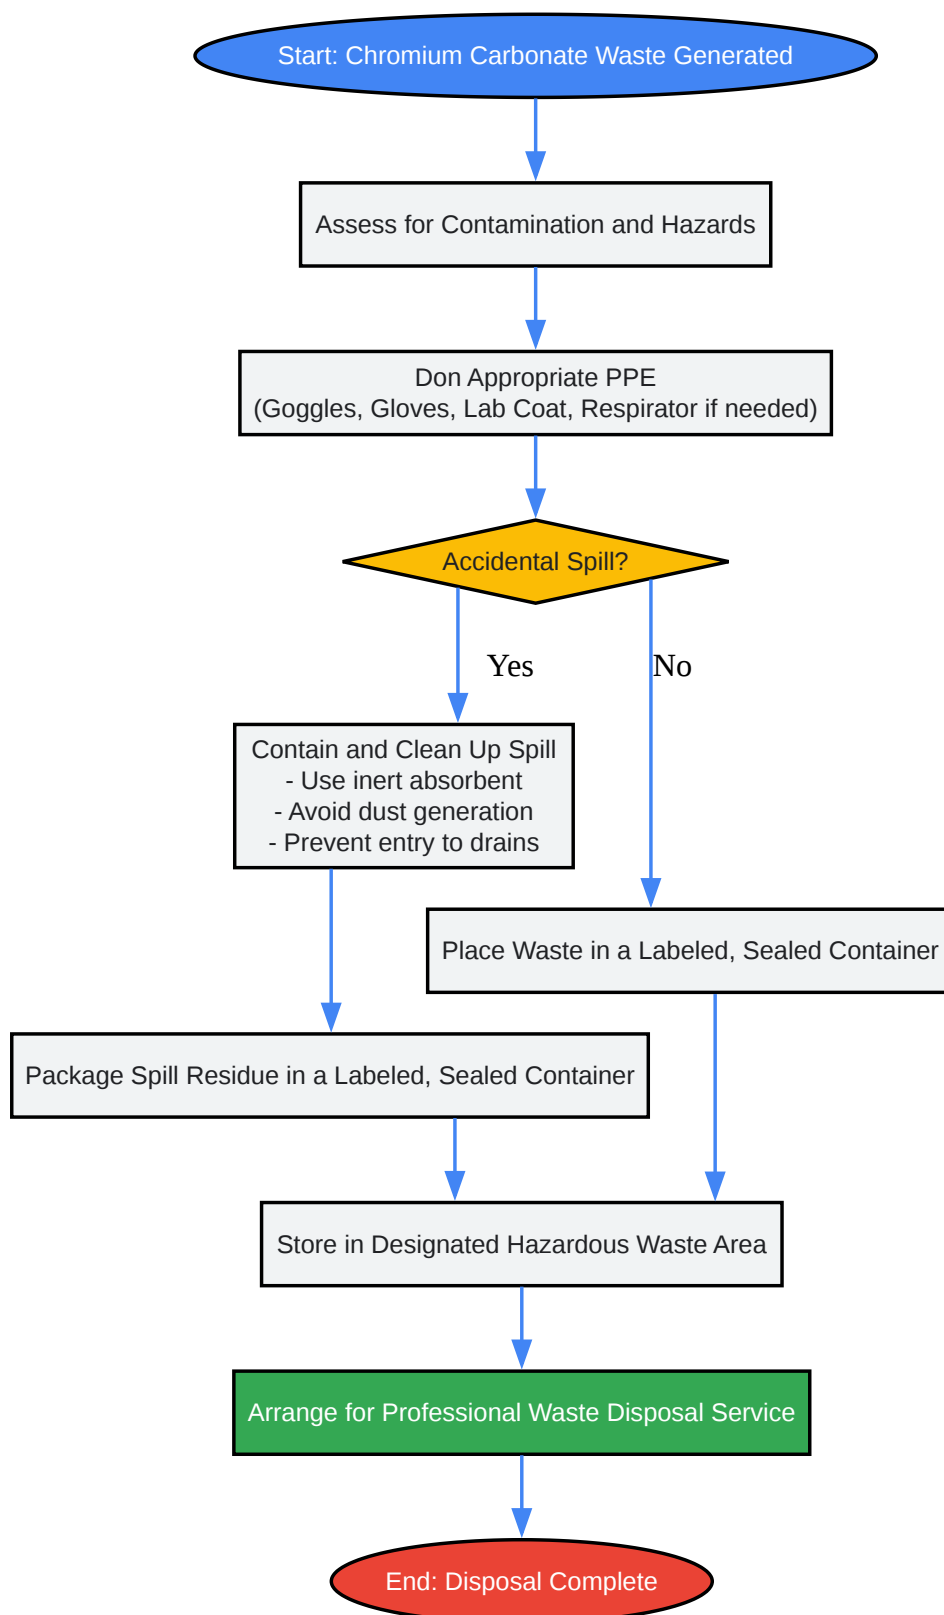 Start: Chromium Carbonate Waste Generated
Assess for Contamination and Hazards
Don Appropriate PPE
(Goggles, Gloves, Lab Coat, Respirator if needed)
Accidental Spill?
Yes
No
Contain and Clean Up Spill
- Use inert absorbent
- Avoid dust generation
- Prevent entry to drains
Place Waste in a Labeled, Sealed Container
Package Spill Residue in a Labeled, Sealed Container
Store in Designated Hazardous Waste Area
Arrange for Professional Waste Disposal Service
End: Disposal Complete